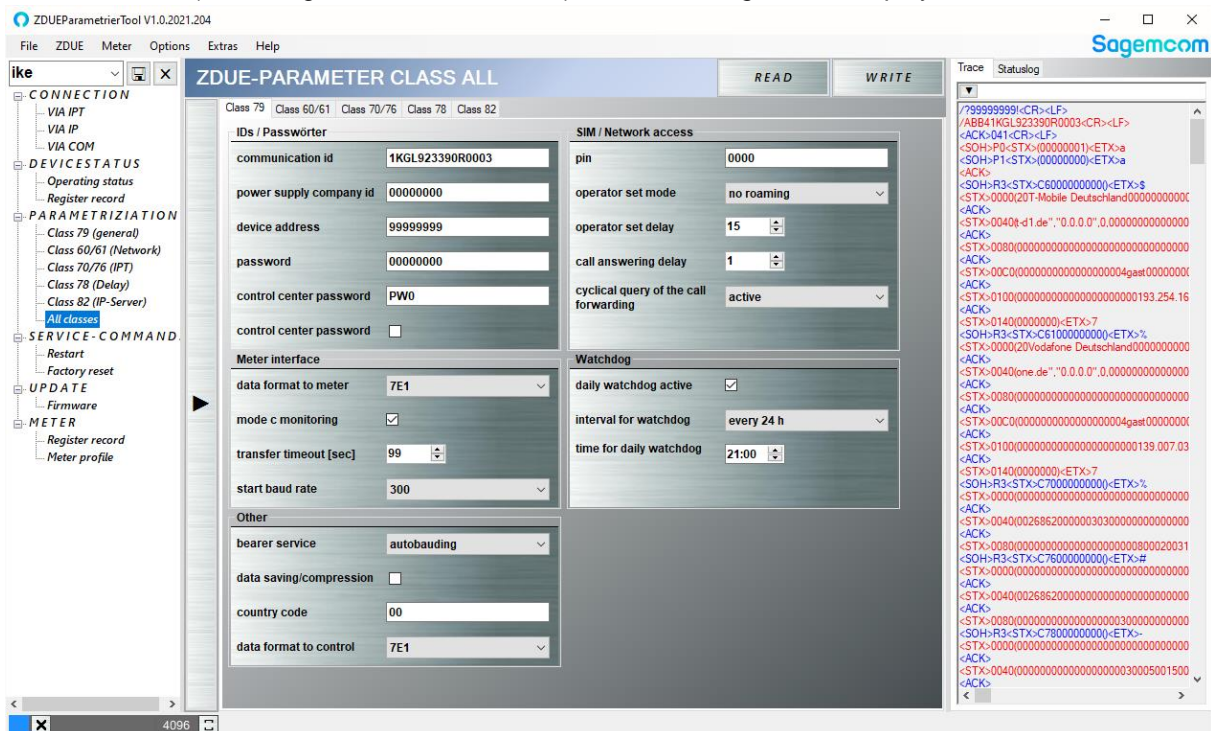 ZDUEParametrierTool V1.0.2021.204
File ZDUE Meter Options Extras Help
Sagemcom
ike
CONNECTION
VIA IPT
VIA IP
VIA COM
DEVICESTATUS
Operating status
Register record
PARAMETRIZIATION
Class 79 (general)
Class 60/61 (Network)
Class 70/76 (IPT)
Class 78 (Delay)
Class 82 (IP-Server)
All classes
SERVICE-COMMAND
Restart
Factory reset
UPDATE
Firmware
METER
Register record
Meter profile
4096
ZDUE-PARAMETER CLASS ALL
READ WRITE
Class 79 Class 60/61 Class 70/76 Class 78 Class 82
IDs / Passwörter
communication id 1KGL923390R0003
power supply company id 00000000
device address 99999999
password 00000000
control center password PW0
control center password
Meter interface
data format to meter 7E1
mode c monitoring
transfer timeout [sec] 99
start baud rate 300
Other
bearer service autobauding
data saving/compression
country code 00
data format to control 7E1
SIM / Network access
pin 0000
operator set mode no roaming
operator set delay 15
call answering delay 1
cyclical query of the call
forwarding active
Watchdog
daily watchdog active
interval for watchdog every 24 h
time for daily watchdog 21:00
Trace Statuslog
/?99999999!<CR><LF>
/ABB41KGL923390R0003<CR><LF>
<ACK>041<CR><LF>
<SOH>P0<STX>(00000001)<ETX>a
<SOH>P1<STX>(00000000)<ETX>a
<ACK>
<SOH>R3<STX>C6000000000()<ETX>$
<ACK>
<ACK>
<ACK>
<ACK>
<ACK>
<STX>0140(0000000)<ETX>7
<SOH>R3<STX>C6100000000()<ETX>%
<ACK>
<ACK>
<ACK>
<ACK>
<ACK>
<STX>0140(0000000)<ETX>7
<SOH>R3<STX>C7000000000()<ETX>%
<ACK>
<ACK>
<SOH>R3<STX>C7600000000()<ETX>#
<ACK>
<ACK>
<SOH>R3<STX>C7800000000()<ETX>-
<ACK>
<ACK>